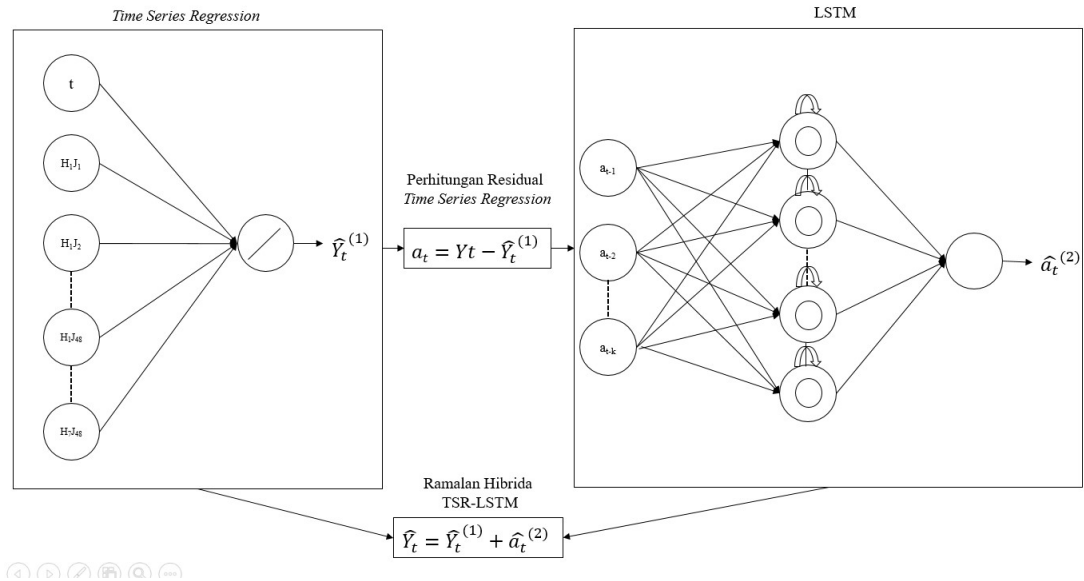 Time Series Regression
t
H₁J₁
H₁J₂
H₁J₄₈
H₇J₄₈
Ŷₜ⁽¹⁾
Perhitungan Residual
Time Series Regression
aₜ = Yt − Ŷₜ⁽¹⁾
LSTM
aₜ₋₁
aₜ₋₂
aₜ₋ₖ
âₜ⁽²⁾
Ramalan Hibrida
TSR-LSTM
Ŷₜ = Ŷₜ⁽¹⁾ + âₜ⁽²⁾